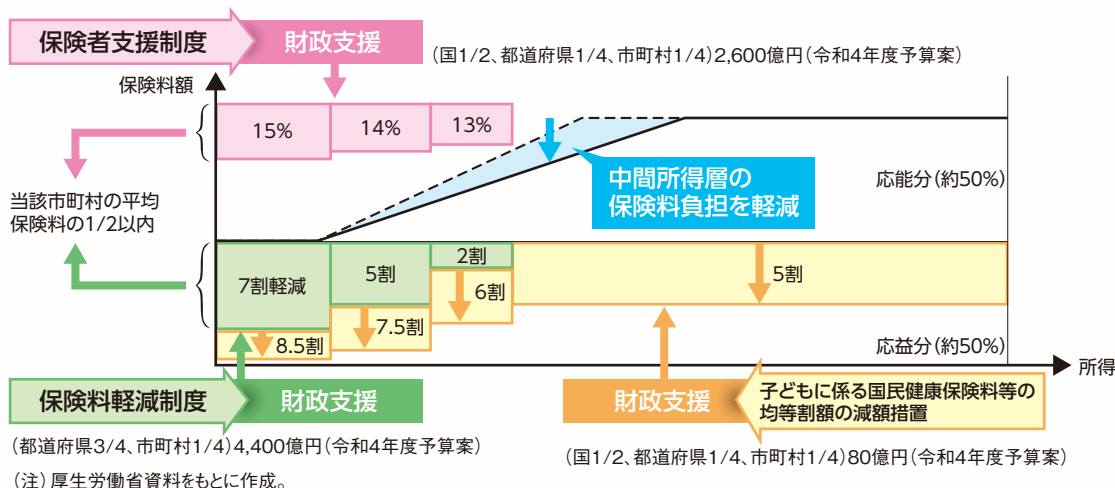 保険者支援制度
財政支援
(国1/2、都道府県1/4、市町村1/4)2,600億円(令和4年度予算案)
保険料額
15%
14%
13%
中間所得層の
保険料負担を軽減
応能分(約50%)
当該市町村の平均
保険料の1/2以内
7割軽減
5割
2割
6割
5割
8.5割
7.5割
応益分(約50%)
所得
保険料軽減制度
財政支援
財政支援
子どもに係る国民健康保険料等の
均等割額の減額措置
(都道府県3/4、市町村1/4)4,400億円(令和4年度予算案)
(国1/2、都道府県1/4、市町村1/4)80億円(令和4年度予算案)
(注)厚生労働省資料をもとに作成。